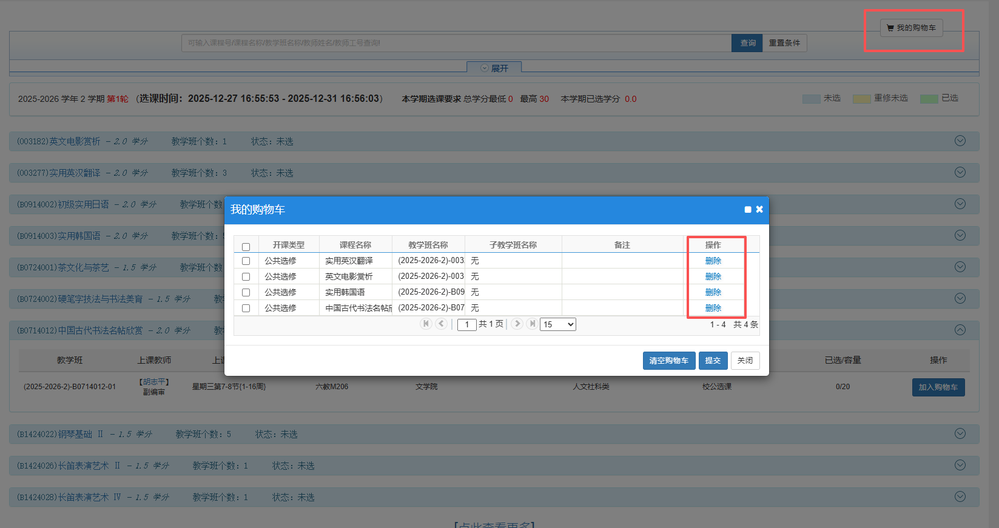 我的购物车
可输入课程号/课程名称/教学班名称/教师姓名/教师工号查询!
查询
重置条件
展开
2025-2026 学年 2 学期 第1轮 (选课时间: 2025-12-27 16:55:53 - 2025-12-31 16:56:03) 本学期选课要求 总学分最低 0 最高 30 本学期已选学分 0.0
未选 重修未选 已选
(003182)英文电影赏析 - 2.0 学分 教学班个数: 1 状态: 未选
(003277)实用英汉翻译 - 2.0 学分 教学班个数: 3 状态: 未选
(B0914002)初级实用日语 - 2.0 学分 教学班个数
(B0914003)实用韩国语 - 2.0 学分 教学班个数:
(B0724001)茶文化与茶艺 - 1.5 学分 教学班个数
(B0724002)硬笔字技法与书法美育 - 1.5 学分
(B0714012)中国古代书法名帖欣赏 - 2.0 学分
我的购物车
开课类型 课程名称 教学班名称 子教学班名称 备注 操作
公共选修 实用英汉翻译 (2025-2026-2)-003 无 删除
公共选修 英文电影赏析 (2025-2026-2)-003 无 删除
公共选修 实用韩国语 (2025-2026-2)-B09 无 删除
公共选修 中国古代书法名帖 (2025-2026-2)-B07 无 删除
1 共 1 页 15 1 - 4 共 4 条
清空购物车 提交 关闭
教学班 上课教师 上 已选/容量 操作
(2025-2026-2)-B0714012-01 【胡志平】 星期三第7-8节{1-16周} 六教M206 文学院 人文社科类 校公选课 0/20 加入购物车
副编审
(B1424022)钢琴基础 Ⅱ - 1.5 学分 教学班个数: 5 状态: 未选
(B1424026)长笛表演艺术 Ⅱ - 1.5 学分 教学班个数: 1 状态: 未选
(B1424028)长笛表演艺术 Ⅳ - 1.5 学分 教学班个数: 1 状态: 未选
[点此查看更多]